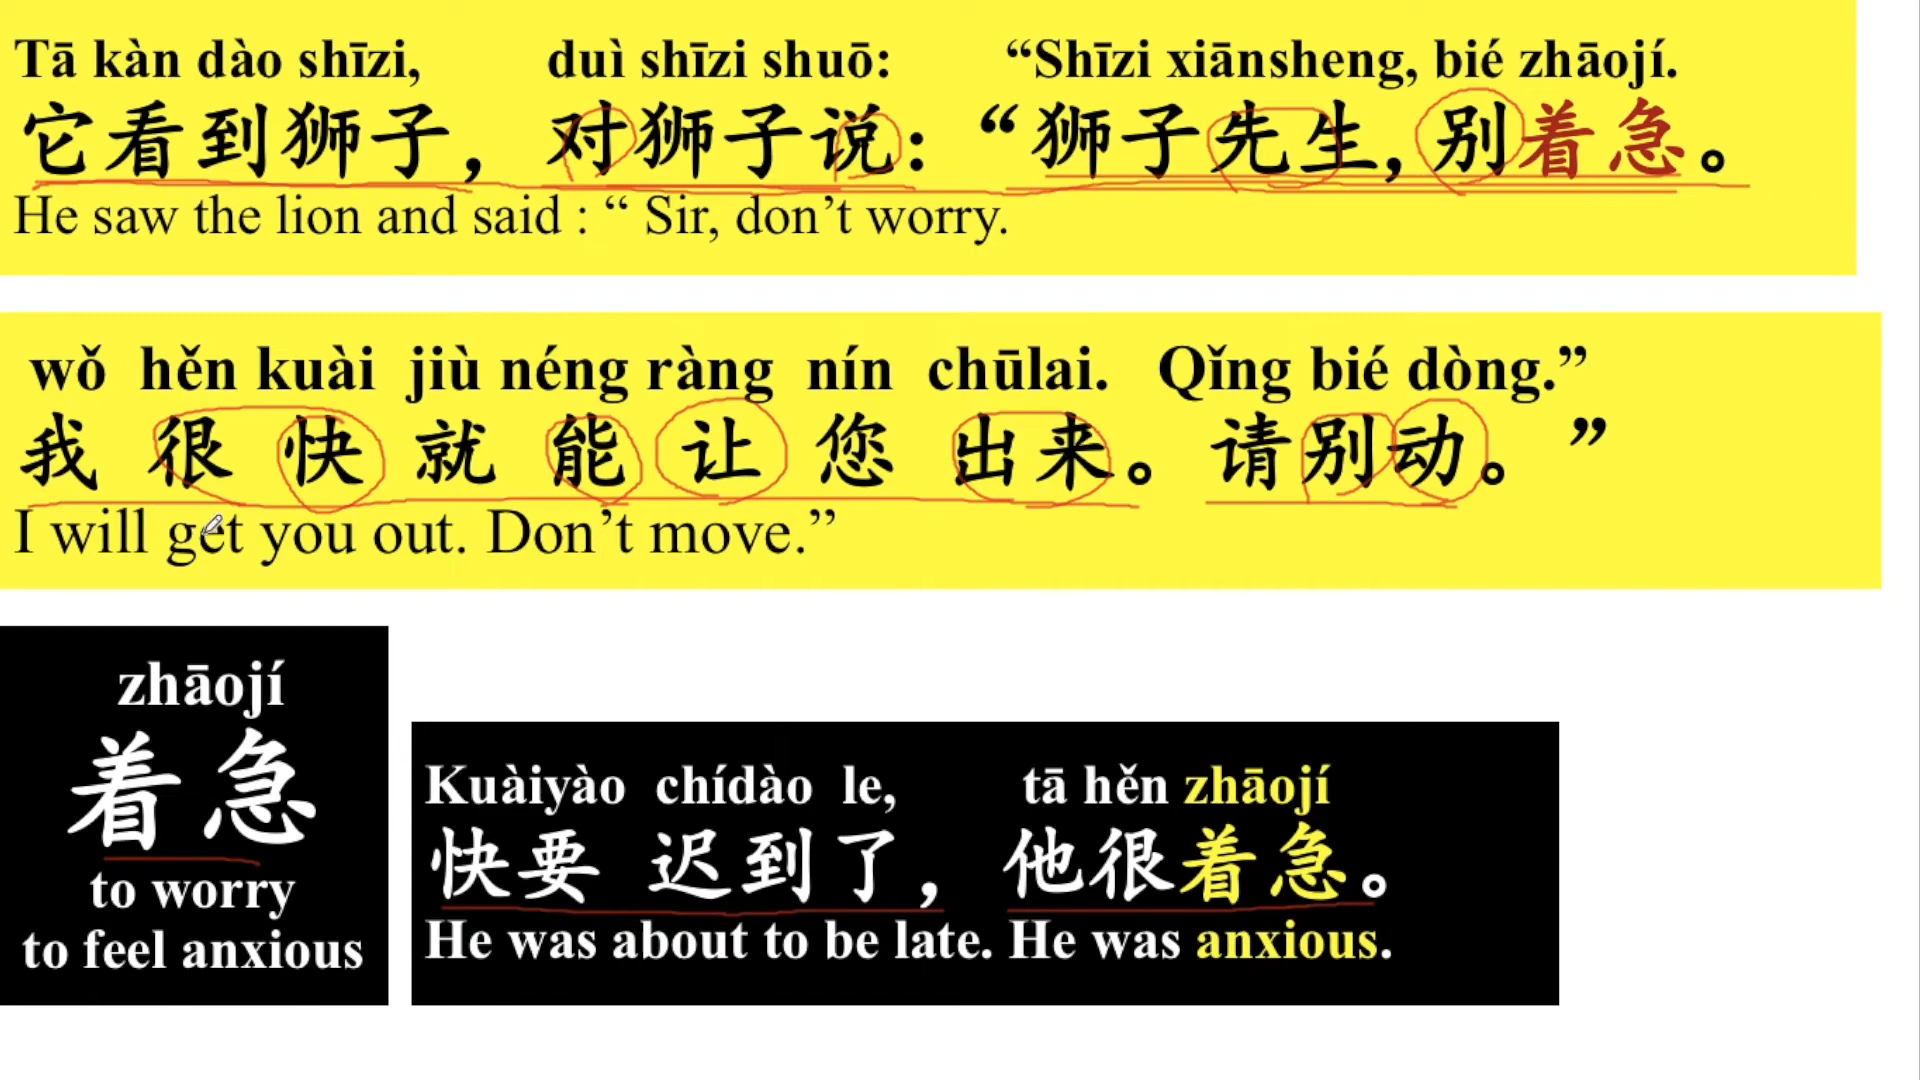 Tā kàn dào shīzi, duì shīzi shuō: “Shīzi xiānsheng, bié zhāojí.
它看到狮子，对狮子说：“狮子先生，别着急。
He saw the lion and said : “ Sir, don’t worry.
wǒ hěn kuài jiù néng ràng nín chūlai. Qǐng bié dòng.”
我 很 快 就 能 让 您 出来。请别动。”
I will get you out. Don’t move.”
zhāojí
着急
to worry
to feel anxious
Kuàiyào chídào le, tā hěn zhāojí
快要 迟到了，他很着急。
He was about to be late. He was anxious.